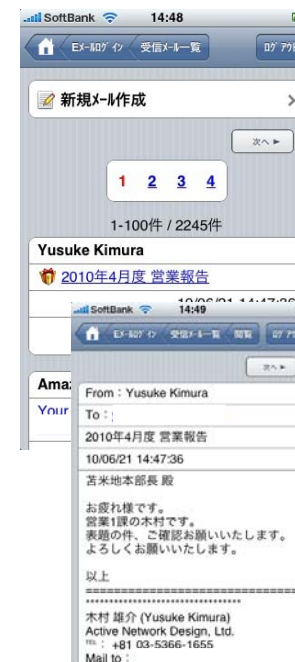 SoftBank 14:48
Eﾒｰﾙﾛｸﾞｲﾝ 受信ﾒｰﾙ一覧 ﾛｸﾞｱｳﾄ
新規ﾒｰﾙ作成
次へ ►
1 2 3 4
1-100件 / 2245件
Yusuke Kimura
2010年4月度 営業報告
10/06/21 14:47:36
Your
SoftBank 14:49
Eﾒｰﾙﾛｸﾞｲﾝ 受信ﾒｰﾙ一覧 閲覧
次へ ►
From：Yusuke Kimura
To：
2010年4月度 営業報告
10/06/21 14:47:36
苫米地本部長 殿
お疲れ様です。
営業1課の木村です。
表題の件、ご確認お願いいたします。
よろしくお願いいたします。
以上
==================================
**********************************
木村 雄介 (Yusuke Kimura)
Active Network Design, Ltd.
℡： +81 03-5366-1655
Mail to：